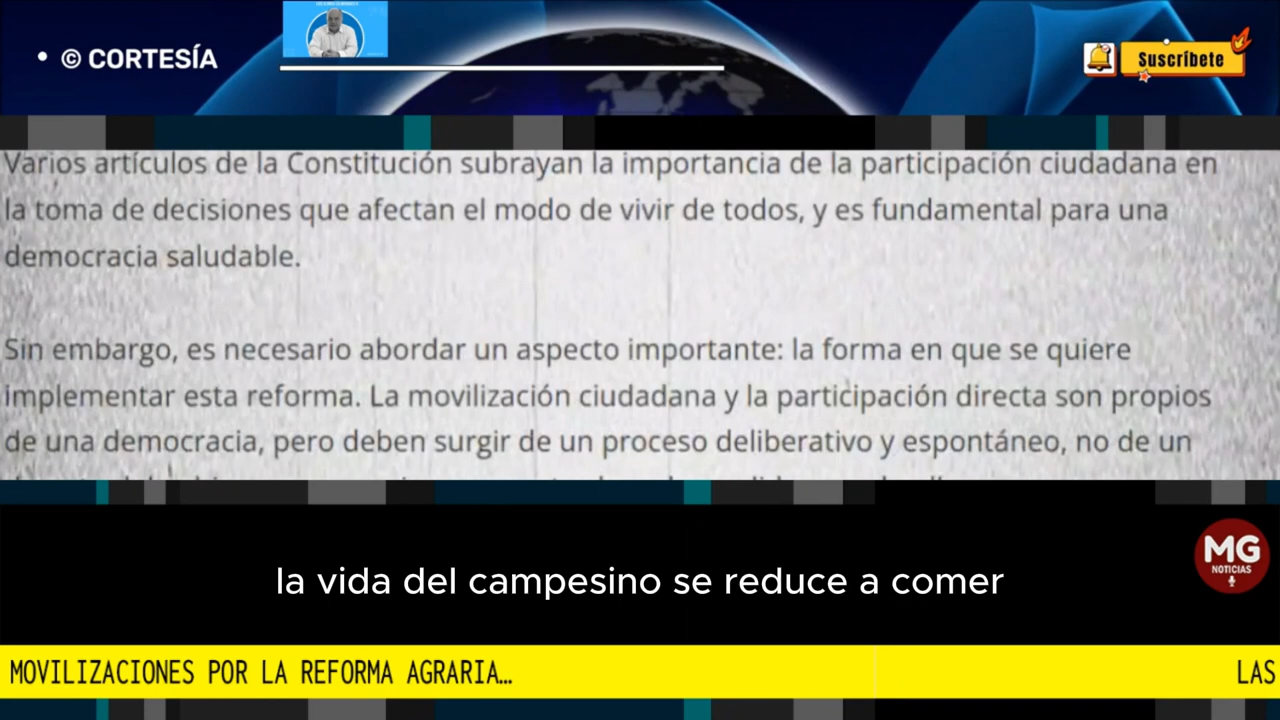 • © CORTESÍA
Suscríbete
Varios artículos de la Constitución subrayan la importancia de la participación ciudadana en
la toma de decisiones que afectan el modo de vivir de todos, y es fundamental para una
democracia saludable.
Sin embargo, es necesario abordar un aspecto importante: la forma en que se quiere
implementar esta reforma. La movilización ciudadana y la participación directa son propios
de una democracia, pero deben surgir de un proceso deliberativo y espontáneo, no de un
la vida del campesino se reduce a comer
MG
NOTICIAS
MOVILIZACIONES POR LA REFORMA AGRARIA...
LAS